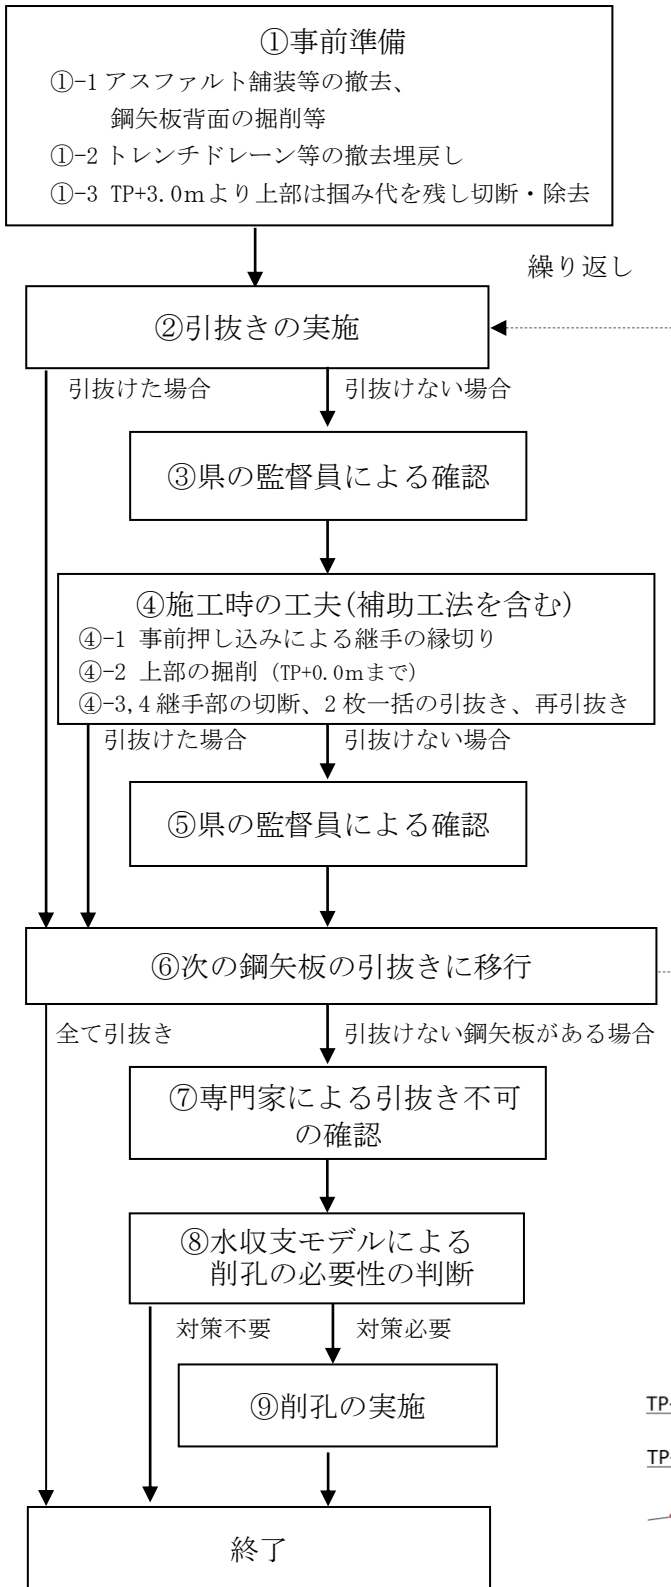 ①事前準備
①-1 アスファルト舗装等の撤去、
鋼矢板背面の掘削等
①-2 トレンチドレーン等の撤去埋戻し
①-3 TP+3.0mより上部は掴み代を残し切断・除去
繰り返し
②引抜きの実施
引抜けた場合
引抜けない場合
③県の監督員による確認
④施工時の工夫(補助工法を含む)
④-1 事前押し込みによる継手の縁切り
④-2 上部の掘削 (TP+0.0mまで)
④-3,4 継手部の切断、2枚一括の引抜き、再引抜き
引抜けた場合
引抜けない場合
⑤県の監督員による確認
⑥次の鋼矢板の引抜きに移行
全て引抜き
引抜けない鋼矢板がある場合
⑦専門家による引抜き不可
の確認
⑧水収支モデルによる
削孔の必要性の判断
対策不要
対策必要
⑨削孔の実施
TP
TP
終了